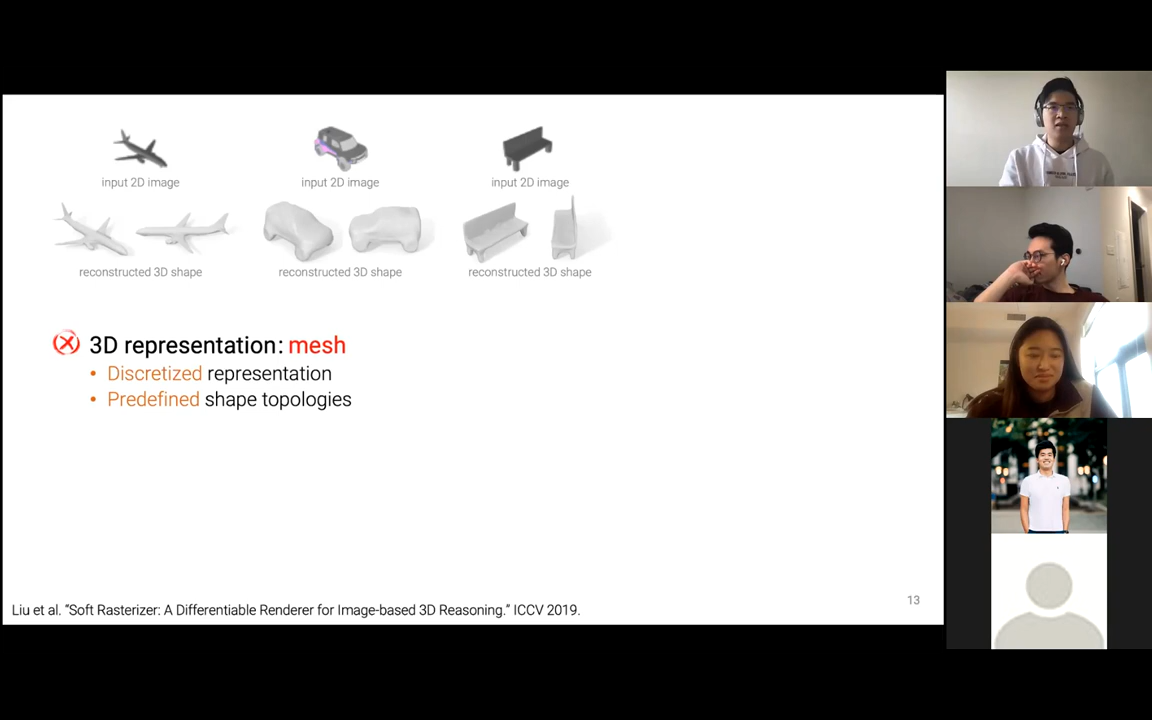 input 2D image
input 2D image
input 2D image
reconstructed 3D shape
reconstructed 3D shape
reconstructed 3D shape
3D representation: mesh
• Discretized representation
• Predefined shape topologies
Liu et al. “Soft Rasterizer: A Differentiable Renderer for Image-based 3D Reasoning.” ICCV 2019.
13